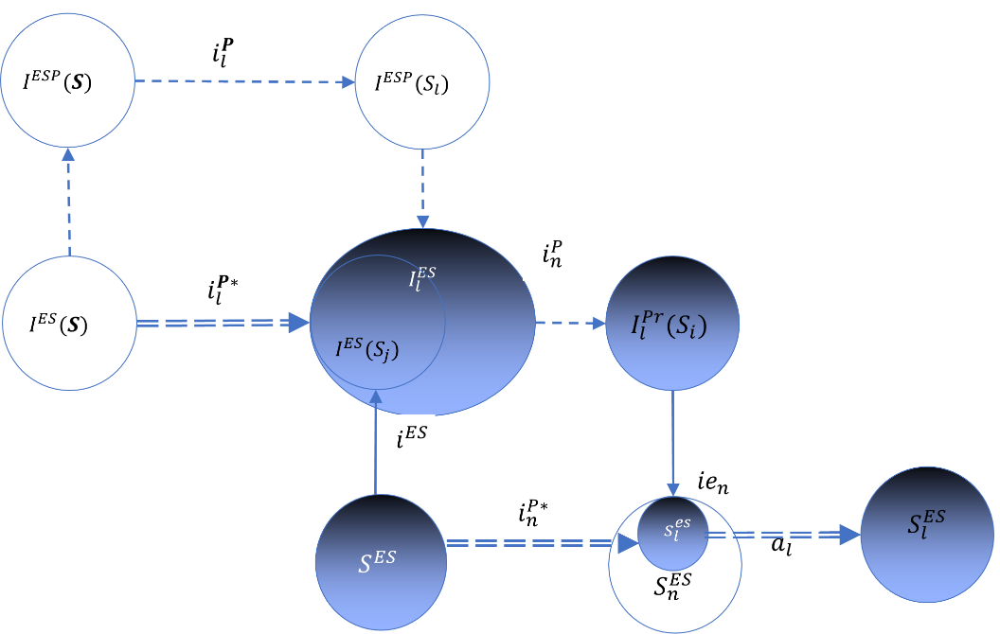 i_l^P
I^{ESP}(S)
I^{ESP}(S_l)
i_n^P
i_l^{P*}
I_l^{ES}
I^{ES}(S)
I_l^{Pr}(S_i)
I^{ES}(S_j)
i^{ES}
ie_n
i_n^{P*}
s_l^{es}
S_l^{ES}
a_l
S^{ES}
S_n^{ES}